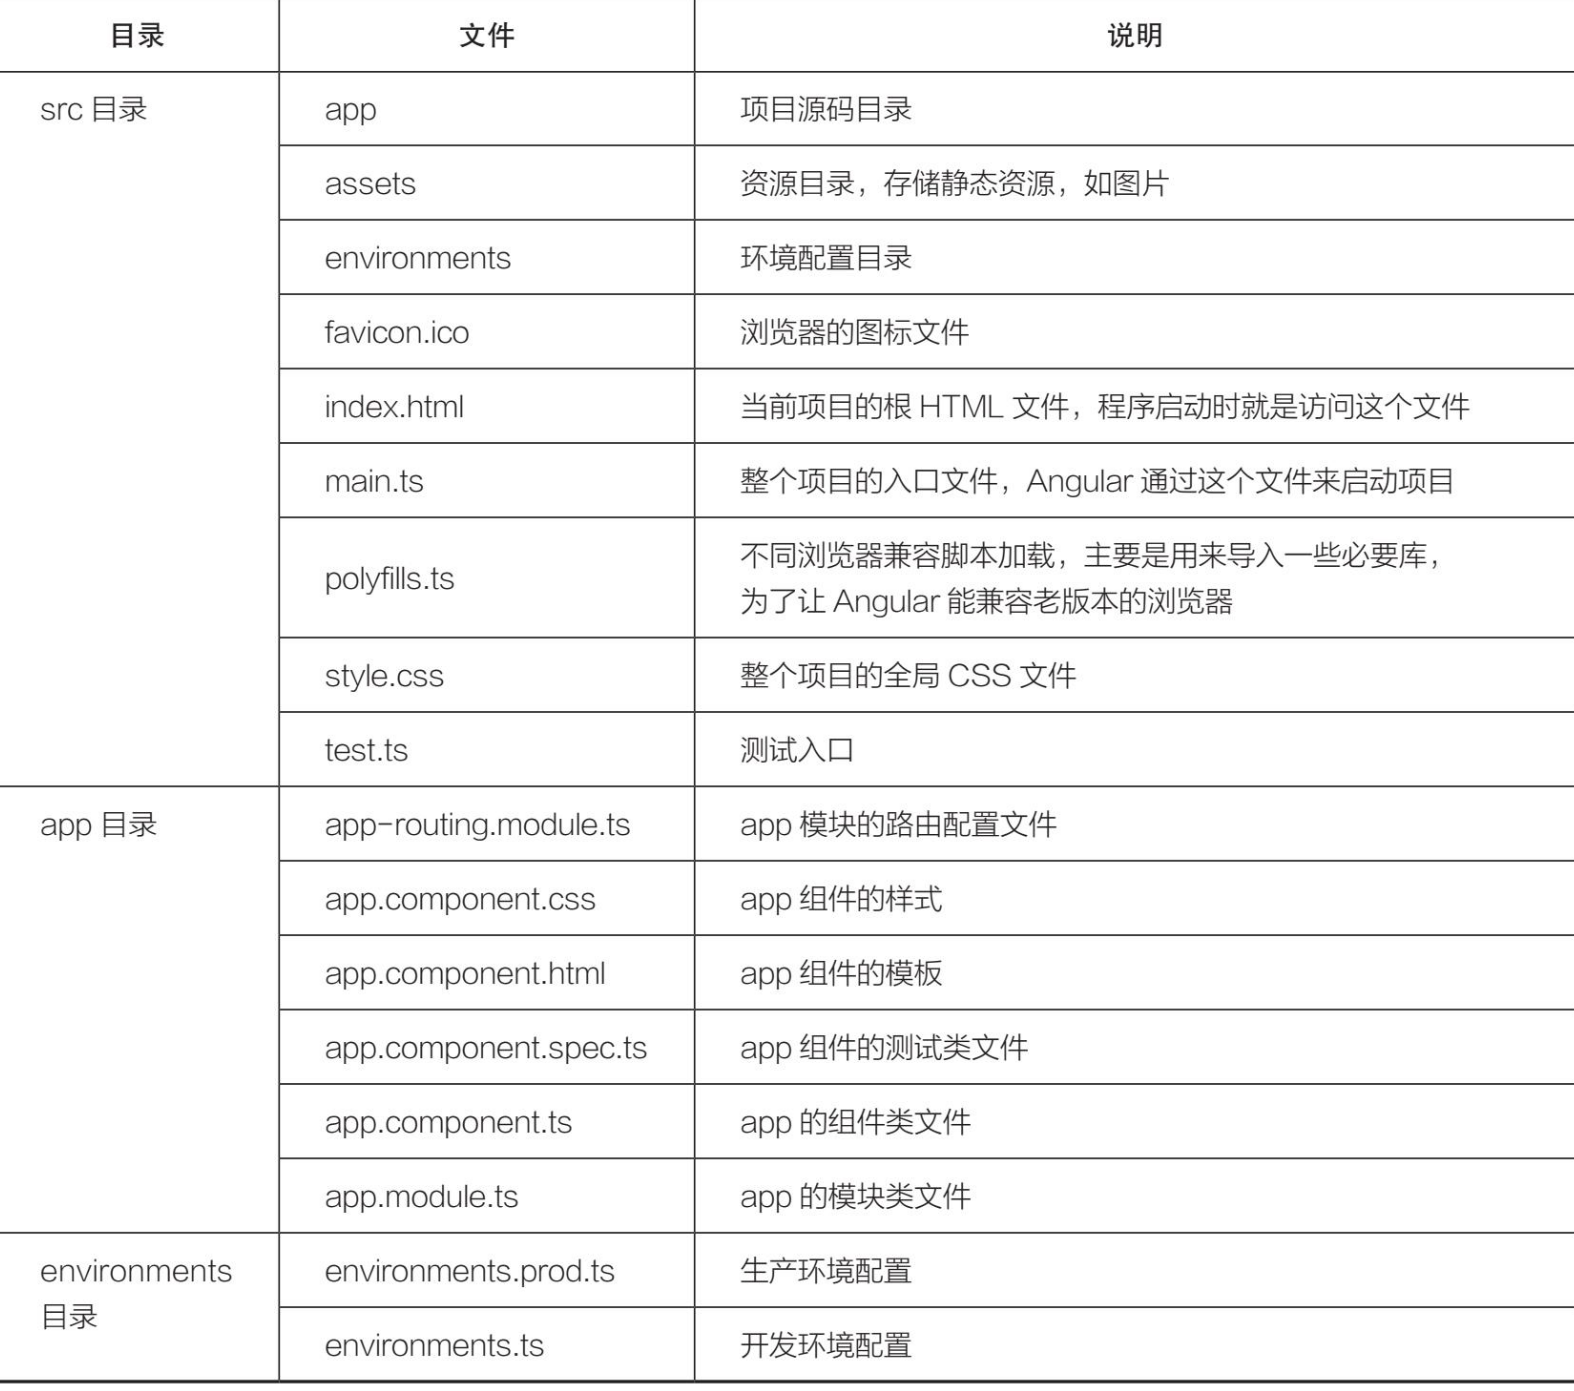 目录 文件 说明
src 目录 app 项目源码目录
assets 资源目录，存储静态资源，如图片
environments 环境配置目录
favicon.ico 浏览器的图标文件
index.html 当前项目的根 HTML 文件，程序启动时就是访问这个文件
main.ts 整个项目的入口文件，Angular 通过这个文件来启动项目
polyfills.ts 不同浏览器兼容脚本加载，主要是用来导入一些必要库，
为了让 Angular 能兼容老版本的浏览器
style.css 整个项目的全局 CSS 文件
test.ts 测试入口
app 目录 app-routing.module.ts app 模块的路由配置文件
app.component.css app 组件的样式
app.component.html app 组件的模板
app.component.spec.ts app 组件的测试类文件
app.component.ts app 的组件类文件
app.module.ts app 的模块类文件
environments environments.prod.ts 生产环境配置
目录
environments.ts 开发环境配置